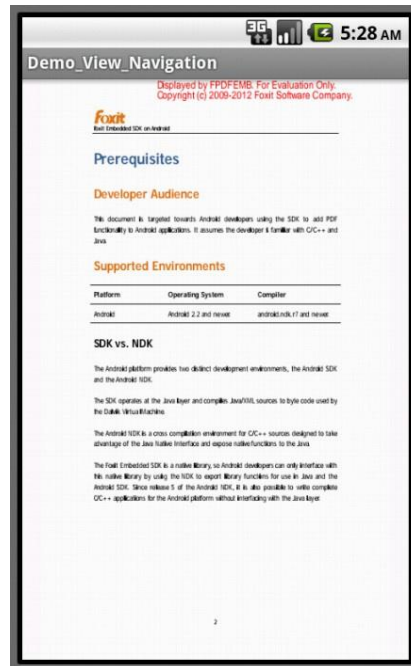 3G 5:28 AM
Demo_View_Navigation
Displayed by FPDFEMB. For Evaluation Only.
Copyright (c) 2009-2012 Foxit Software Company.
Foxit
Foxit Embedded SDK on Android
Prerequisites
Developer Audience
This document is targeted towards Android developers using the SDK to add PDF
functionality to Android applications. It assumes the developer is familiar with C/C++ and
Java
Supported Environments
Platform Operating System Compiler
Android Android 2.2 and newer android.ndk.r7 and newer
SDK vs. NDK
The Android platform provides two distinct development environments, the Android SDK
and the Android NDK.
The SDK operates at the Java layer and compiles Java/XML sources to byte code used by
the Dalvik Virtual Machine.
The Android NDK is a cross compilation environment for C/C++ sources designed to take
advantage of the Java Native Interface and expose native functions to the Java
The Foxit Embedded SDK is a native library, so Android developers can only interface with
this native library by using the NDK to export library functions for use in Java and the
Android SDK. Since release 5 of the Android NDK, it is also possible to write complete
C/C++ applications for the Android platform without interfacing with the Java layer
2